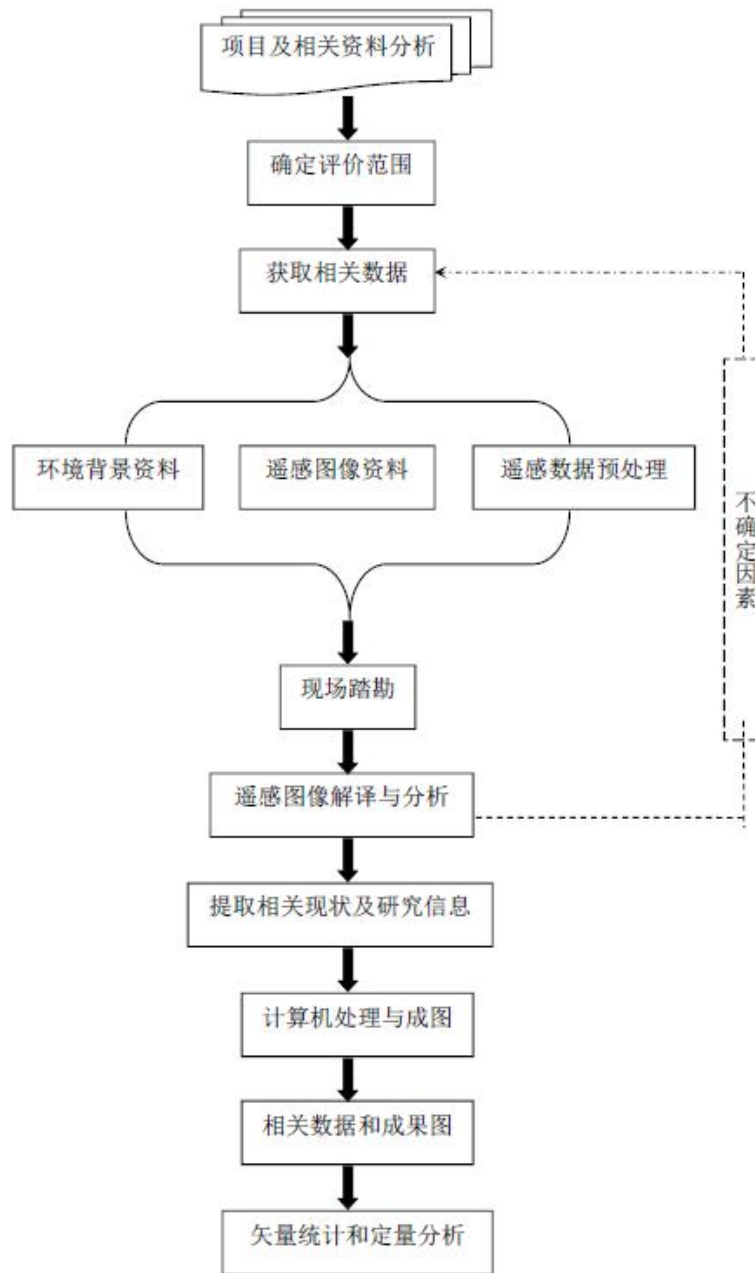 项目及相关资料分析
确定评价范围
获取相关数据
环境背景资料
遥感图像资料
遥感数据预处理
不确定因素
现场踏勘
遥感图像解译与分析
提取相关现状及研究信息
计算机处理与成图
相关数据和成果图
矢量统计和定量分析